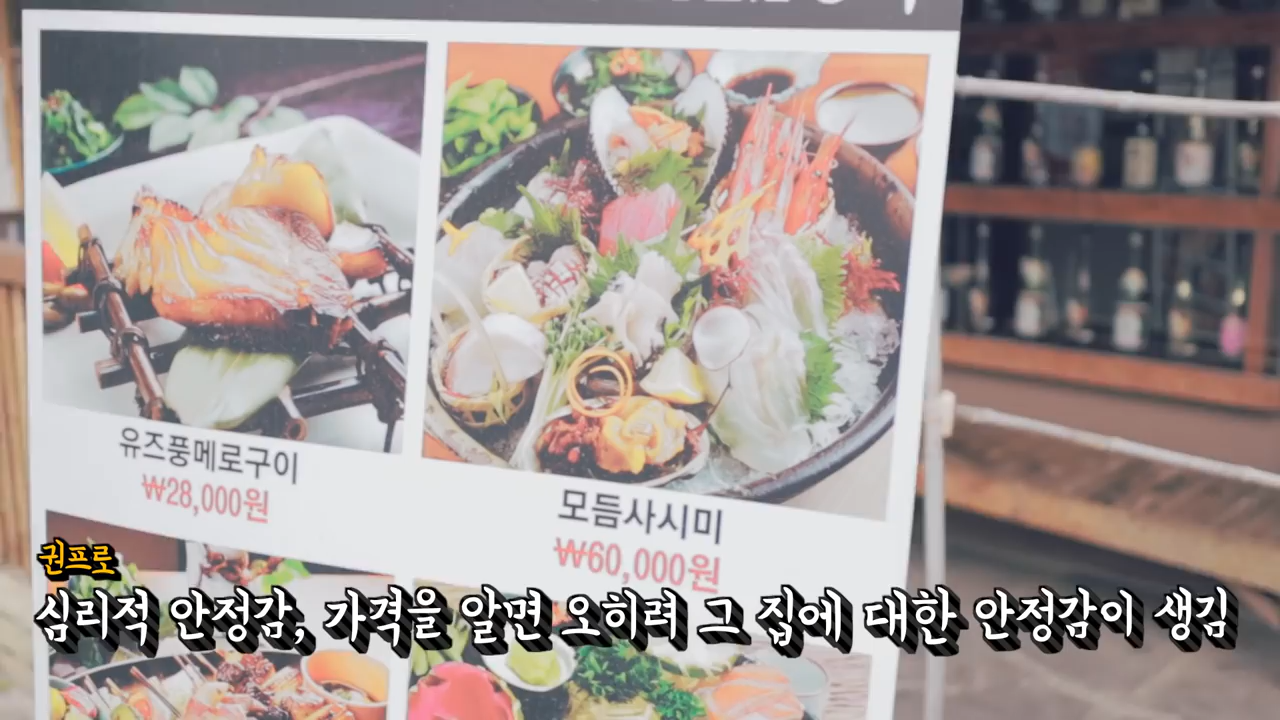 유즈풍메로구이
₩28,000원
모듬사시미
₩60,000원
권프로
심리적 안정감, 가격을 알면 오히려 그 집에 대한 안정감이 생김